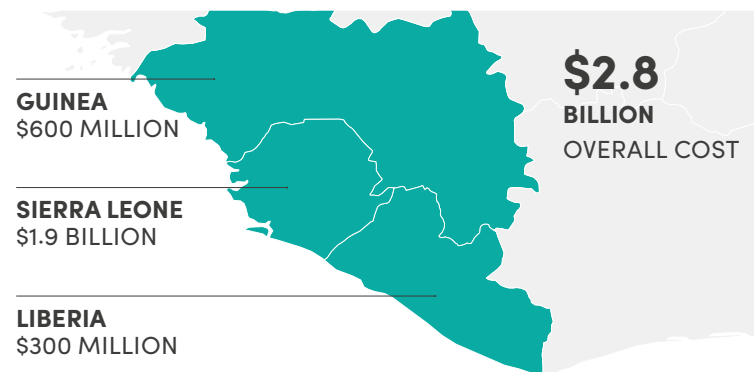 GUINEA
$600 MILLION
SIERRA LEONE
$1.9 BILLION
LIBERIA
$300 MILLION
$2.8
BILLION
OVERALL COST